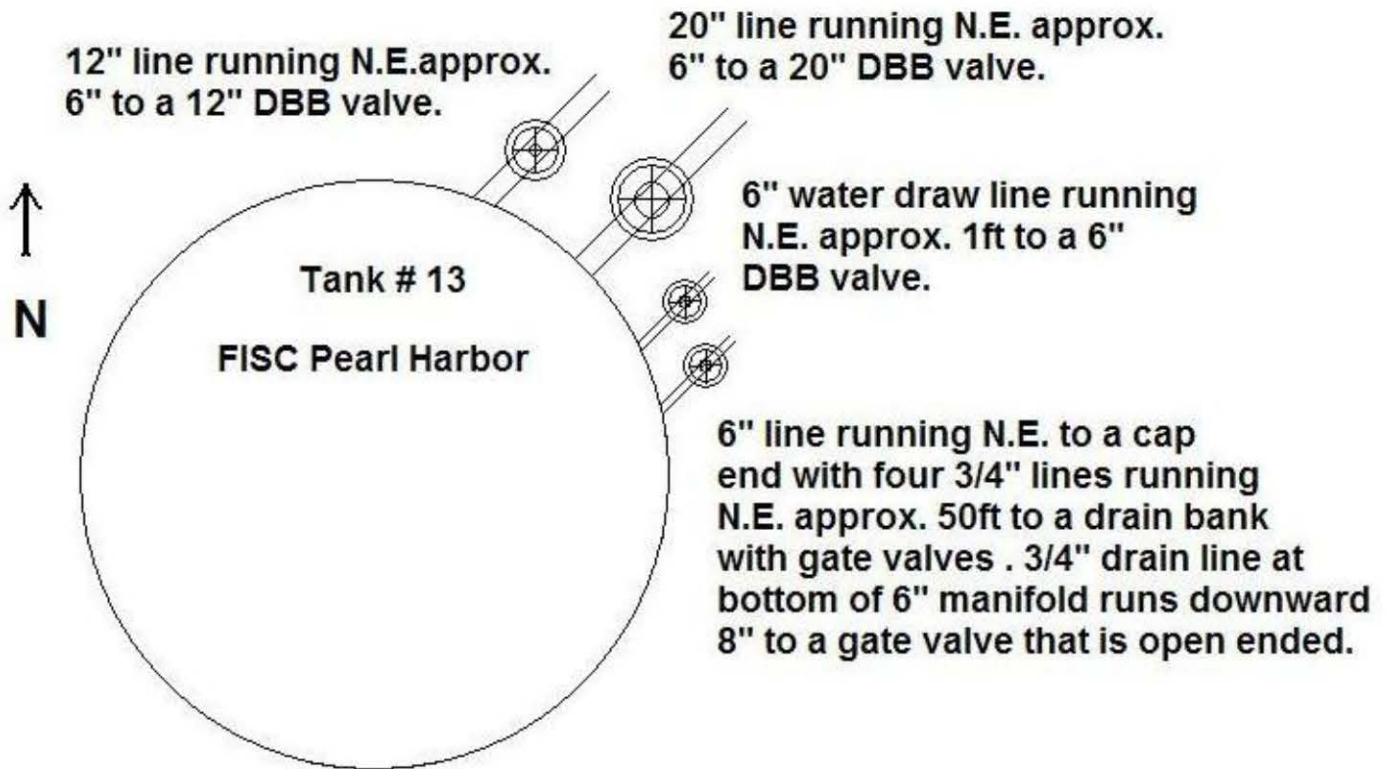 12" line running N.E.approx.
6" to a 12" DBB valve.
20" line running N.E. approx.
6" to a 20" DBB valve.
6" water draw line running
N.E. approx. 1ft to a 6"
DBB valve.
N
Tank # 13
FISC Pearl Harbor
6" line running N.E. to a cap
end with four 3/4" lines running
N.E. approx. 50ft to a drain bank
with gate valves . 3/4" drain line at
bottom of 6" manifold runs downward
8" to a gate valve that is open ended.